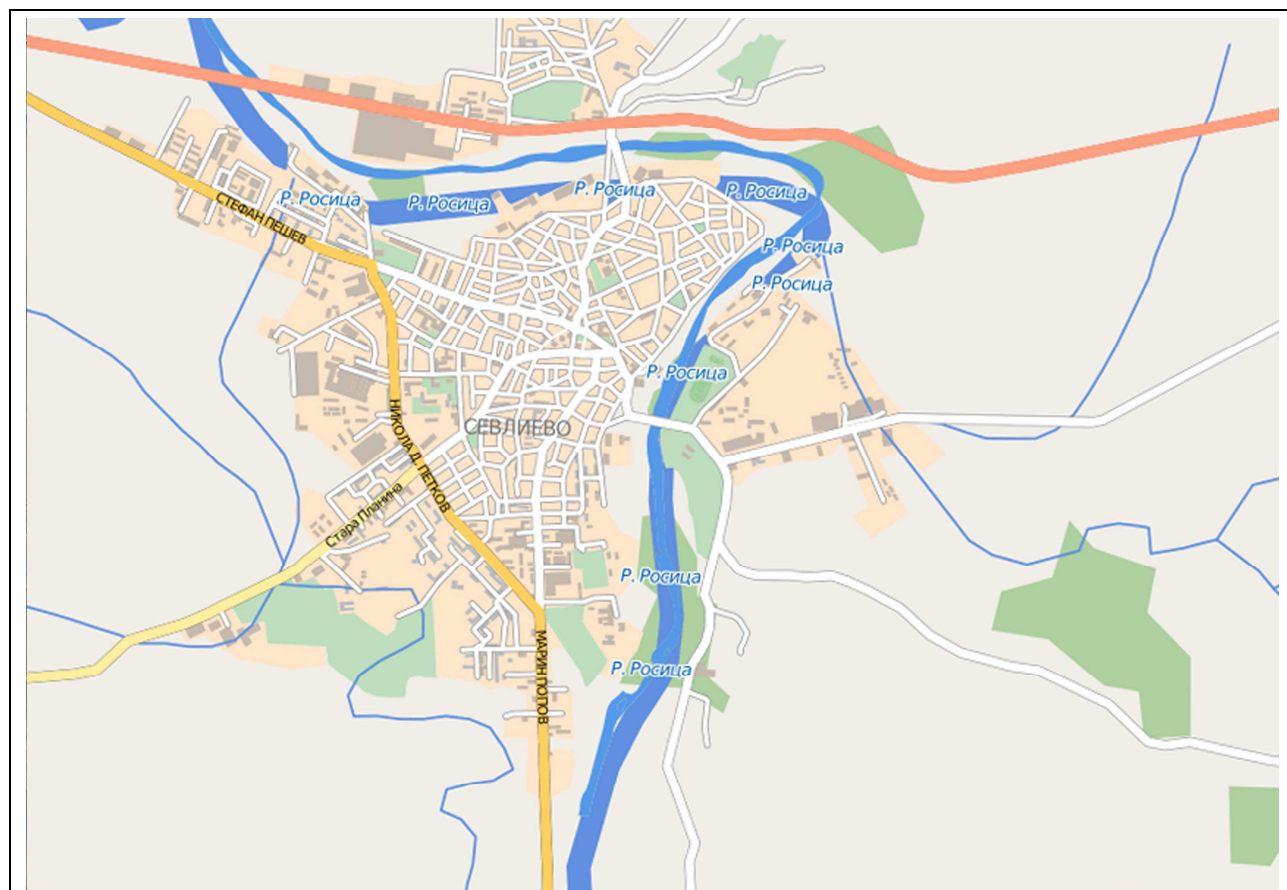 Р. Росица
Р. Росица
Р. Росица
Р. Росица
СТЕФАН ПЕШЕВ
Р. Росица
Р. Росица
Р. Росица
СЕВЛИЕВО
НИКОЛА Д. ПЕТКОВ
Стара Планина
Р. Росица
Р. Росица
МАРИН ПОПОВ